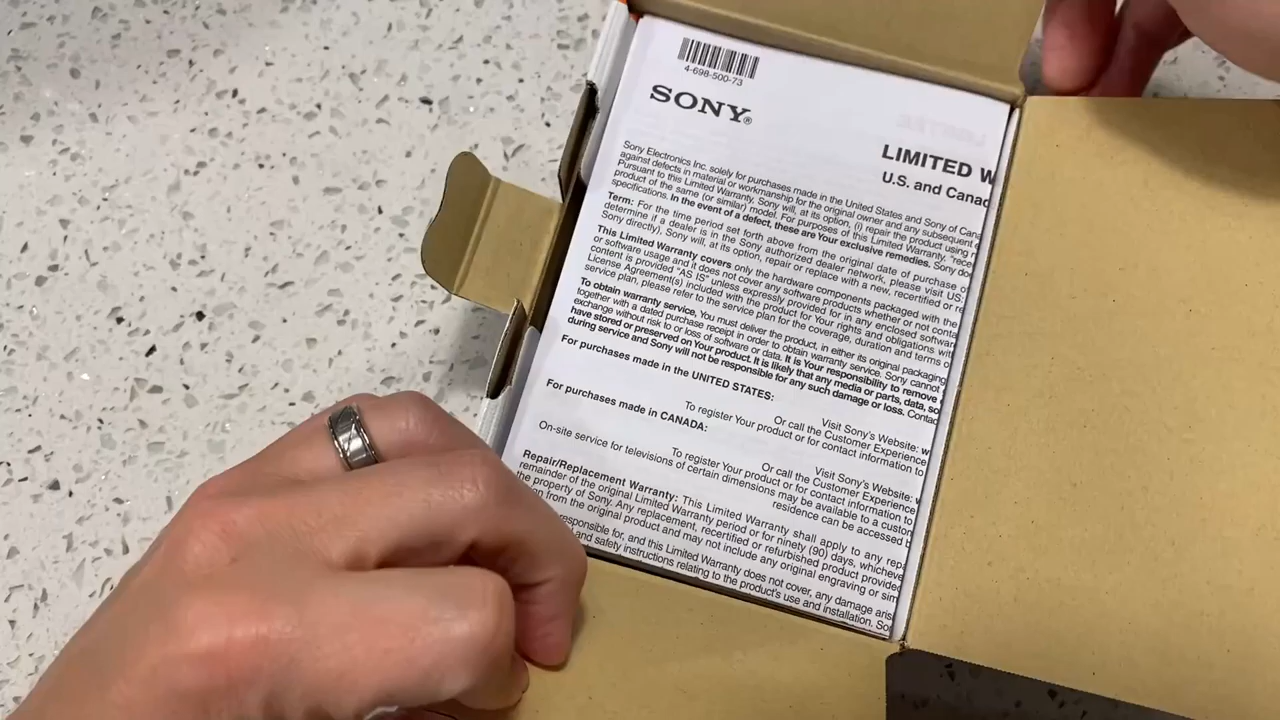 4-698-500-73
SONY®
LIMITED W
U.S. and Canad
Sony Electronics Inc. solely for purchases made in the United States and Sony of Cana
against defects in material or workmanship for the original owner and any subsequent
Pursuant to this Limited Warranty, Sony will, at its option, (i) repair the product using n
product of the same (or similar) model. For purposes of this Limited Warranty, "rece
specifications. In the event of a defect, these are Your exclusive remedies.
Term: For the time period set forth above from the original date of purchase o
determine if a dealer is in the Sony authorized dealer network, please visit US:
Sony directly), Sony will, at its option, repair or replace with a new, recertified or re
This Limited Warranty covers only the hardware components packaged with the
or software usage and it does not cover any software products whether or not conta
content is provided "AS IS" unless expressly provided for in any enclosed software
License Agreement(s) included with the product for Your rights and obligations with
service plan, please refer to the service plan for the coverage, duration and terms o
To obtain warranty service, You must deliver the product, in either its original packaging
together with a dated purchase receipt in order to obtain warranty service. Sony cannot
exchange without risk to or loss of software or data. It is Your responsibility to remove
have stored or preserved on Your product. It is likely that any media or parts, data, so
during service and Sony will not be responsible for any such damage or loss. Contac
For purchases made in the UNITED STATES:
Visit Sony's Website: w
Or call the Customer Experience
To register Your product or for contact information to
For purchases made in CANADA:
Visit Sony's Website:
Or call the Customer Experience
To register Your product or for contact information to
On-site service for televisions of certain dimensions may be available to a custom
residence can be accessed b
Repair/Replacement Warranty: This Limited Warranty shall apply to any repa
remainder of the original Limited Warranty period or for ninety (90) days, whicheve
the property of Sony. Any replacement, recertified or refurbished product provided
on from the original product and may not include any original engraving or sim
responsible for, and this Limited Warranty does not cover, any damage aris
and safety instructions relating to the product's use and installation. So